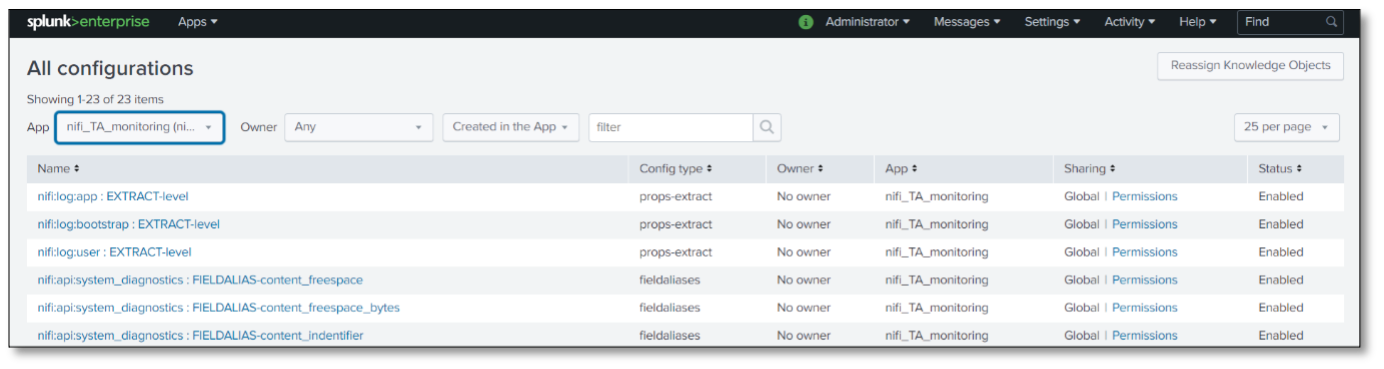 splunk>enterprise Apps Administrator Messages Settings Activity Help Find
All configurations Reassign Knowledge Objects
Showing 1-23 of 23 items
App nifi_TA_monitoring (ni... Owner Any Created in the App filter 25 per page
Name Config type Owner App Sharing Status
nifi:log:app : EXTRACT-level props-extract No owner nifi_TA_monitoring Global | Permissions Enabled
nifi:log:bootstrap : EXTRACT-level props-extract No owner nifi_TA_monitoring Global | Permissions Enabled
nifi:log:user : EXTRACT-level props-extract No owner nifi_TA_monitoring Global | Permissions Enabled
nifi:api:system_diagnostics : FIELDALIAS-content_freespace fieldaliases No owner nifi_TA_monitoring Global | Permissions Enabled
nifi:api:system_diagnostics : FIELDALIAS-content_freespace_bytes fieldaliases No owner nifi_TA_monitoring Global | Permissions Enabled
nifi:api:system_diagnostics : FIELDALIAS-content_indentifier fieldaliases No owner nifi_TA_monitoring Global | Permissions Enabled